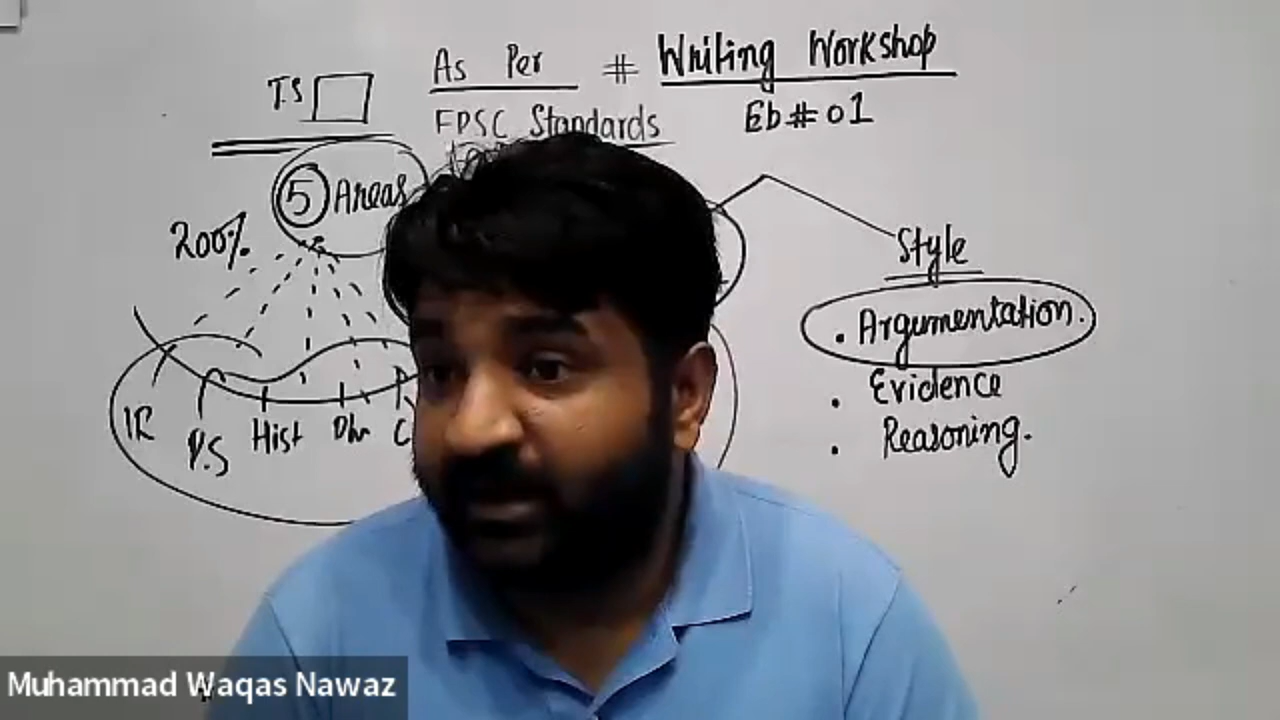 As Per # Writing Workshop
T.S
FPSC Standards
Eb # 01
5 Areas
200%
Style
. Argumentation.
. Evidence
. Reasoning.
IR
P.S
Hist
C
Muhammad Waqas Nawaz